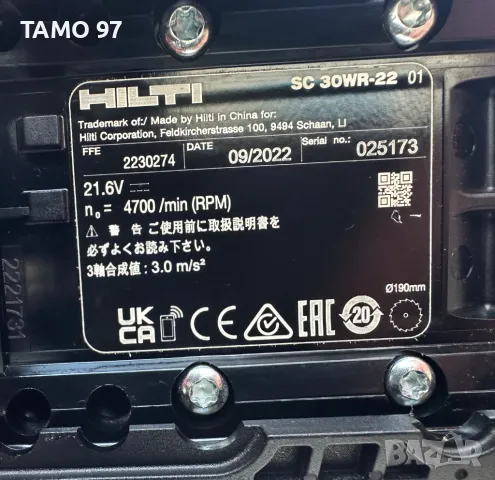 TAMO 97
HILTI
SC 30WR-22 01
Trademark of:/ Made by Hilti in China for:
Hilti Corporation, Feldkircherstrasse 100, 9494 Schaan, LI
FFE 2230274 DATE 09/2022 Serial no.: 025173
21.6V
n₀ = 4700 /min (RPM)
⚠ 警告 ご使用前に取扱説明書を
必ずよくお読み下さい。
3軸合成値 : 3.0 m/s²
Ø190mm
UK
CA
CE
EAC
20
2221731
BAZAR